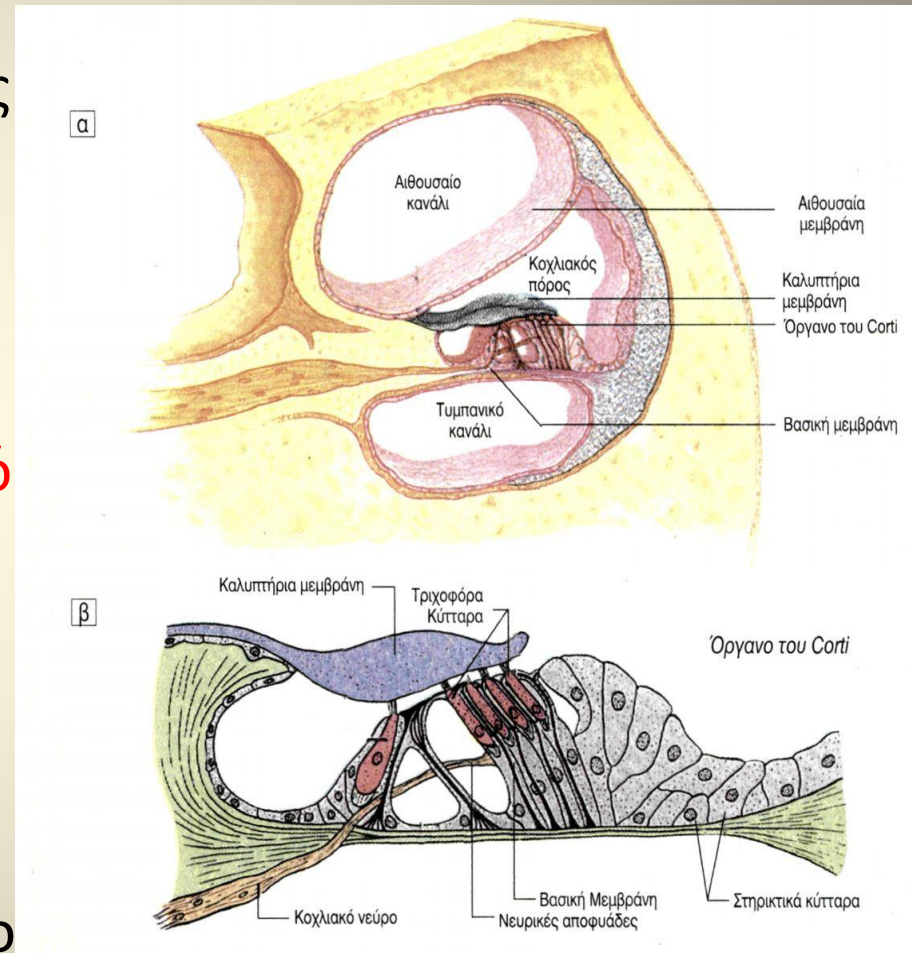 ς
α
Αιθουσαίο
κανάλι
Αιθουσαία
μεμβράνη
Κοχλιακός
πόρος
Καλυπτήρια
μεμβράνη
Όργανο του Corti
Τυμπανικό
κανάλι
Βασική μεμβράνη
β
Καλυπτήρια μεμβράνη
Τριχοφόρα
Κύτταρα
Όργανο του Corti
Βασική Μεμβράνη
Στηρικτικά κύτταρα
Κοχλιακό νεύρο
Νευρικές αποφυάδες